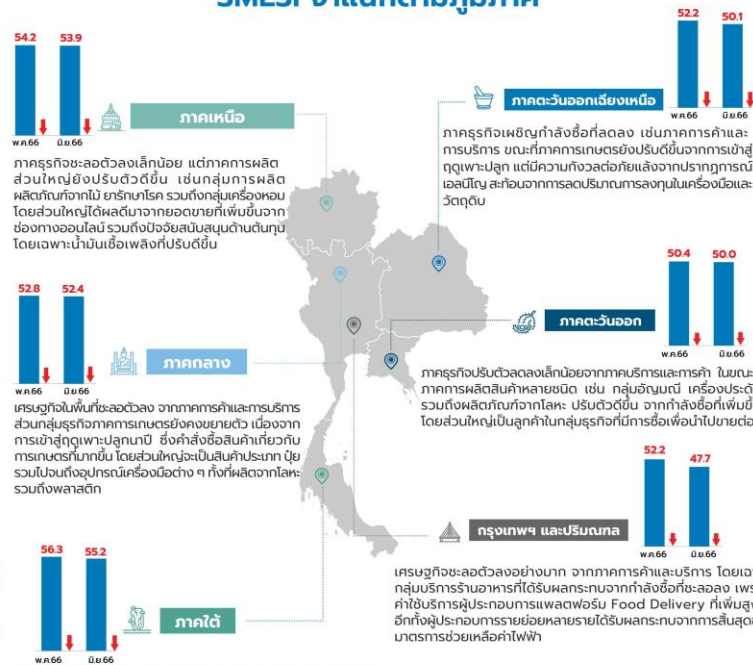 SMESI จำแนกตามภูมิภาค
54.2 53.9
พ.ค.66 มิ.ย.66
ภาคเหนือ
ภาคธุรกิจชะลอตัวลงเล็กน้อย แต่ภาคการผลิต
ส่วนใหญ่ยังปรับตัวดีขึ้น เช่นกลุ่มการผลิต
ผลิตภัณฑ์จากไม้ ยารักษาโรค รวมถึงกลุ่มเครื่องหอม
โดยส่วนใหญ่ได้ผลดีมาจากยอดขายที่เพิ่มขึ้นจาก
ช่องทางออนไลน์ รวมถึงปัจจัยสนับสนุนด้านต้นทุน
โดยเฉพาะน้ำมันเชื้อเพลิงที่ปรับดีขึ้น
52.2 50.1
พ.ค.66 มิ.ย.66
ภาคตะวันออกเฉียงเหนือ
ภาคธุรกิจเผชิญกำลังซื้อที่ลดลง เช่นภาคการค้าและ
การบริการ ขณะที่ภาคการเกษตรยังปรับดีขึ้นจากการเข้าสู่
ฤดูเพาะปลูก แต่มีความกังวลต่อภัยแล้งจากปรากฏการณ์
เอลนีโญ สะท้อนจากการลดปริมาณการลงทุนในเครื่องมือและ
วัตถุดิบ
52.8 52.4
พ.ค.66 มิ.ย.66
ภาคกลาง
เศรษฐกิจในพื้นที่ชะลอตัวลง จากภาคการค้าและการบริการ
ส่วนกลุ่มธุรกิจภาคการเกษตรยังคงขยายตัว เนื่องจาก
การเข้าสู่ฤดูเพาะปลูกนาปี ซึ่งคำสั่งซื้อสินค้าเกี่ยวกับ
การเกษตรที่มากขึ้น โดยส่วนใหญ่จะเป็นสินค้าประเภท ปุ๋ย
รวมไปจนถึงอุปกรณ์เครื่องมือต่าง ๆ ทั้งที่ผลิตจากโลหะ
รวมถึงพลาสติก
50.4 50.0
พ.ค.66 มิ.ย.66
ภาคตะวันออก
ภาคธุรกิจปรับตัวลดลงเล็กน้อยจากภาคบริการและการค้า ในขณะ
ภาคการผลิตสินค้าหลายชนิด เช่น กลุ่มอัญมณี เครื่องประดั
รวมถึงผลิตภัณฑ์จากโลหะ ปรับตัวดีขึ้น จากกำลังซื้อที่เพิ่มขึ้
โดยส่วนใหญ่เป็นลูกค้าในกลุ่มธุรกิจที่มีการซื้อเพื่อนำไปขายต่อ
52.2 47.7
พ.ค.66 มิ.ย.66
กรุงเทพฯ และปริมณฑล
เศรษฐกิจชะลอตัวลงอย่างมาก จากภาคการค้าและบริการ โดยเฉ
กลุ่มบริการร้านอาหารที่ได้รับผลกระทบจากกำลังซื้อที่ชะลอลง เพร
ค่าใช้บริการผู้ประกอบการแพลตฟอร์ม Food Delivery ที่เพิ่มสูง
อีกทั้งผู้ประกอบการรายย่อยหลายรายได้รับผลกระทบจากการสิ้นสุด
มาตรการช่วยเหลือค่าไฟฟ้า
56.3 55.2
พ.ค.66 มิ.ย.66
ภาคใต้